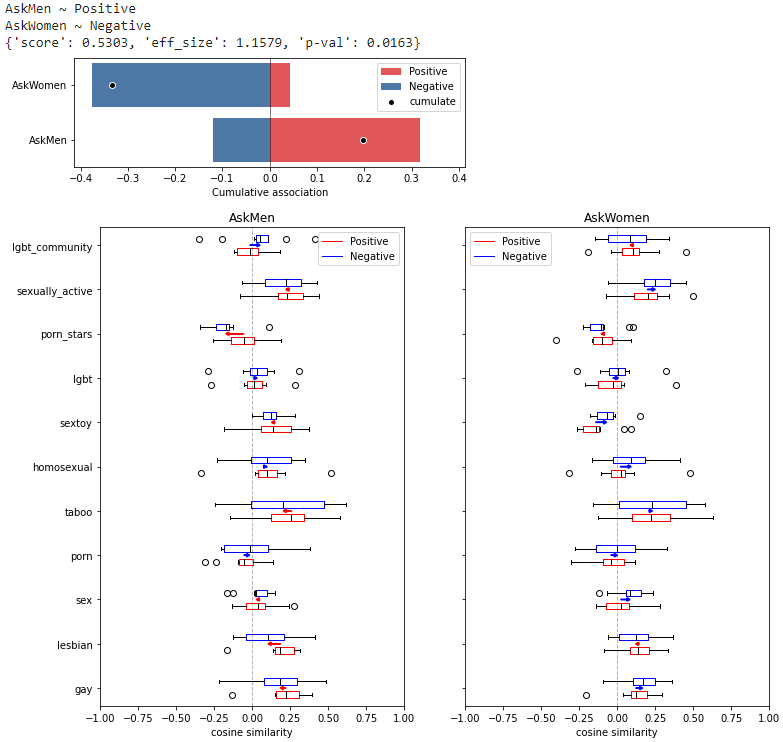 AskMen ~ Positive
AskWomen ~ Negative
{'score': 0.5303, 'eff_size': 1.1579, 'p-val': 0.0163}
AskWomen
AskMen
Positive
Negative
cumulate
−0.4 −0.3 −0.2 −0.1 0.0 0.1 0.2 0.3 0.4
Cumulative association
AskMen
Positive
Negative
lgbt_community
sexually_active
porn_stars
lgbt
sextoy
homosexual
taboo
porn
sex
lesbian
gay
−1.00 −0.75 −0.50 −0.25 0.00 0.25 0.50 0.75 1.00
cosine similarity
AskWomen
Positive
Negative
−1.00 −0.75 −0.50 −0.25 0.00 0.25 0.50 0.75 1.00
cosine similarity